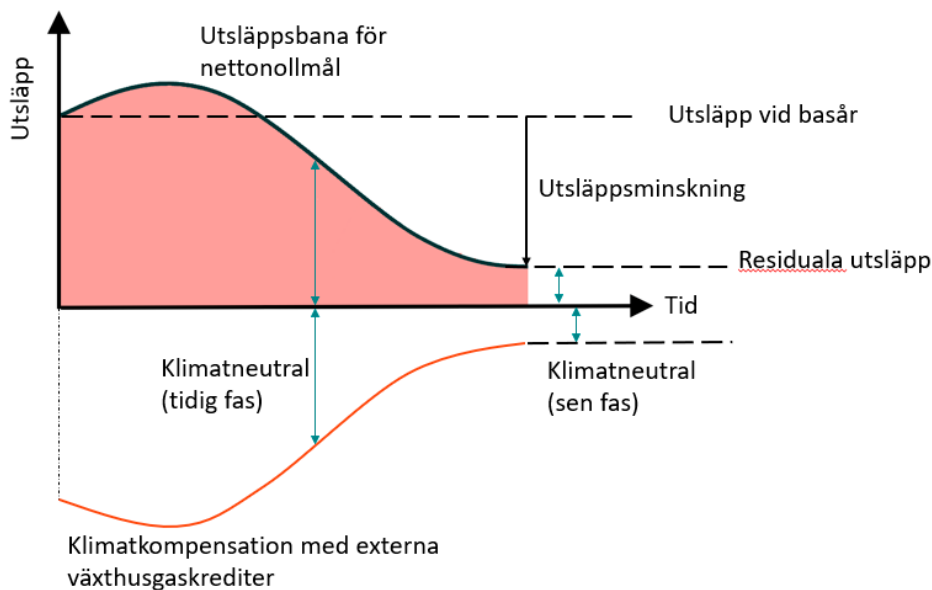 Utsläppsbana för
nettonollmål
Utsläpp
Utsläpp vid basår
Utsläppsminskning
Residuala utsläpp
Tid
Klimatneutral
(tidig fas)
Klimatneutral
(sen fas)
Klimatkompensation med externa
växthusgaskrediter